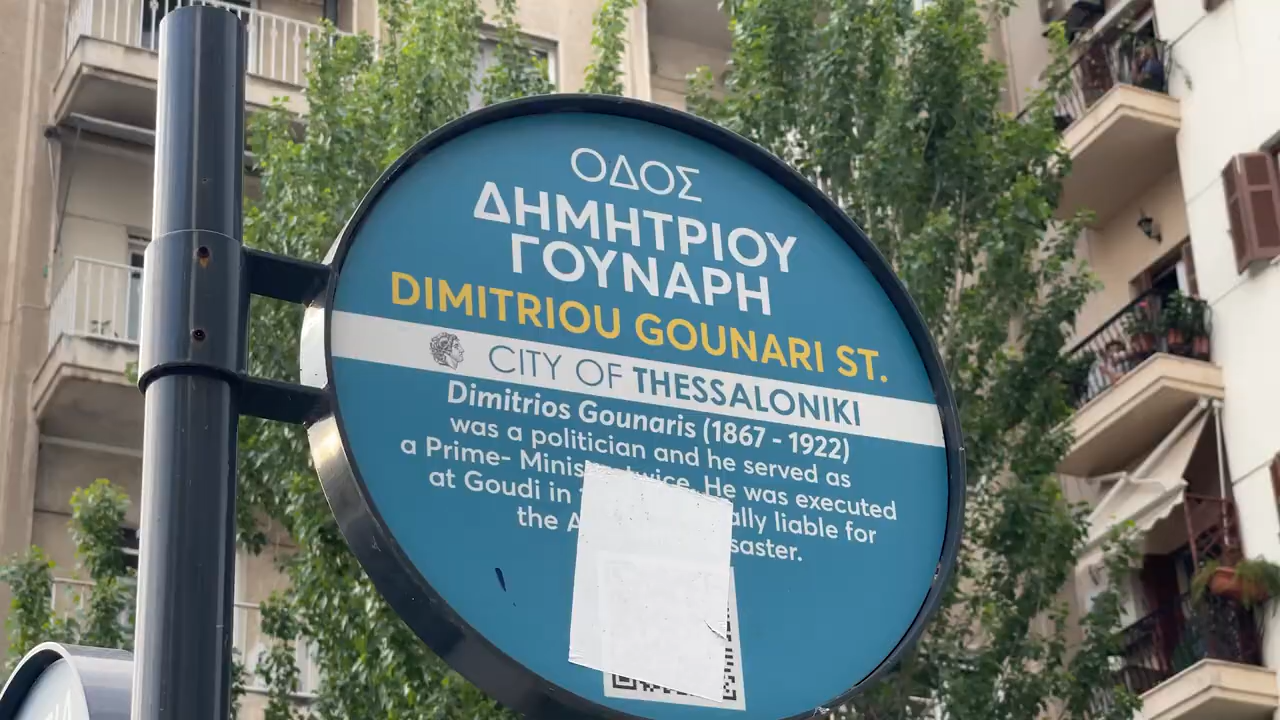 ΟΔΟΣ
ΔΗΜΗΤΡΙΟΥ
ΓΟΥΝΑΡΗ
DIMITRIOU GOUNARI ST.
CITY OF THESSALONIKI
Dimitrios Gounaris (1867 - 1922)
was a politician and he served as
a Prime- He was executed
at Goudi in liable for
the